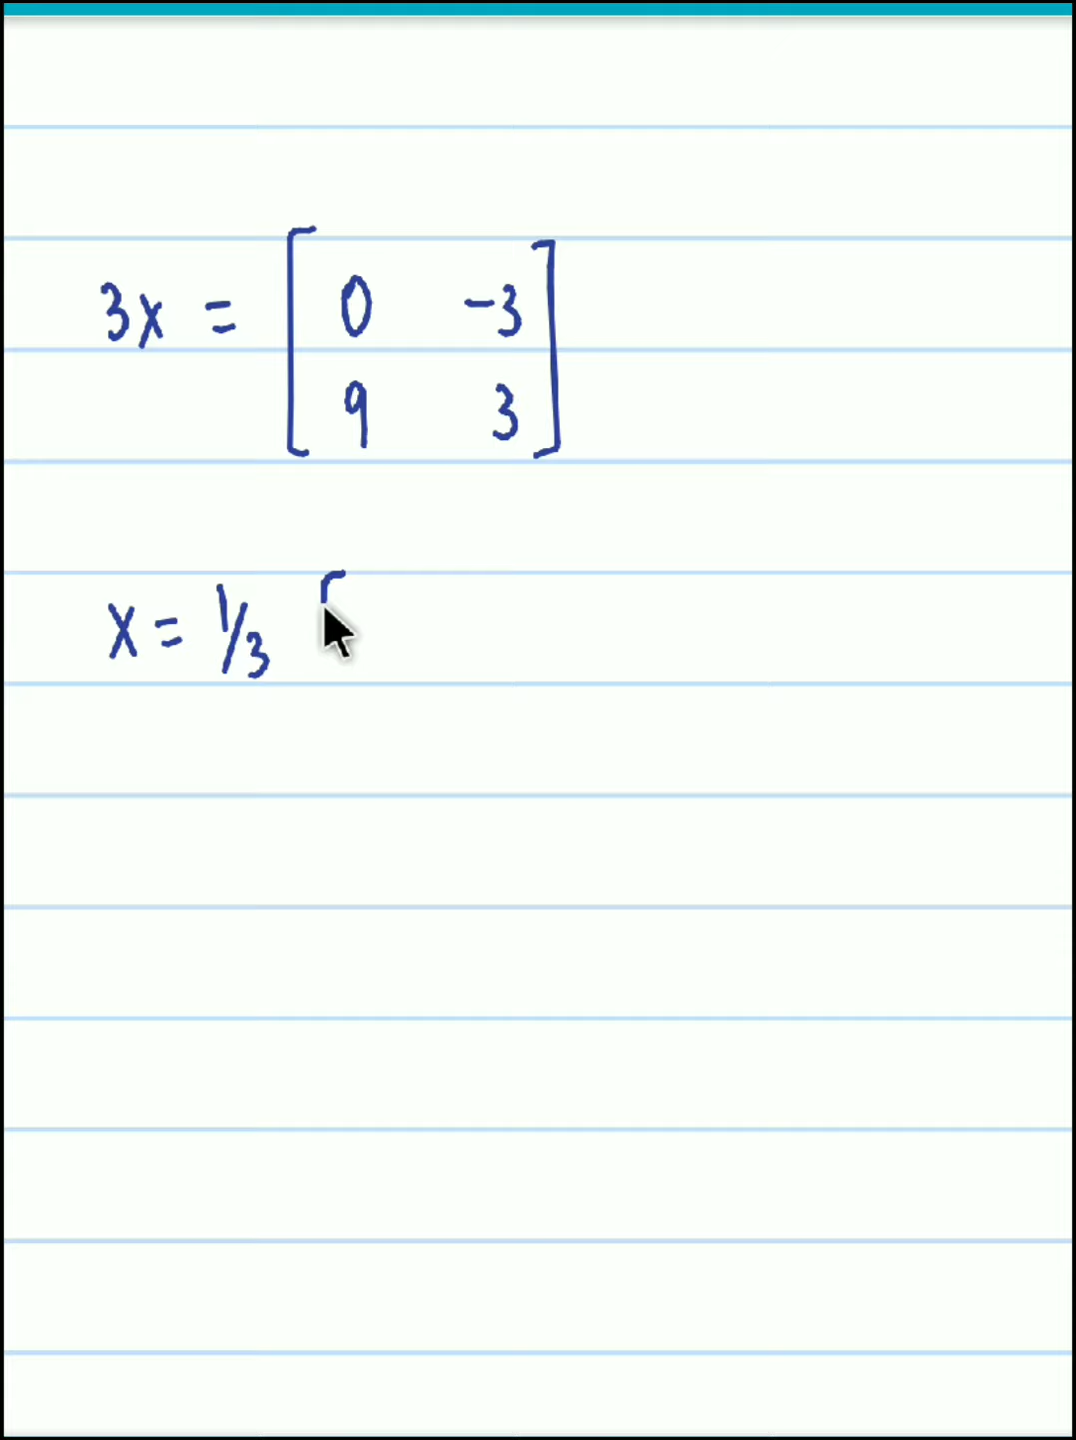 3x = [ 0 -3
9 3 ]
x = 1/3 [